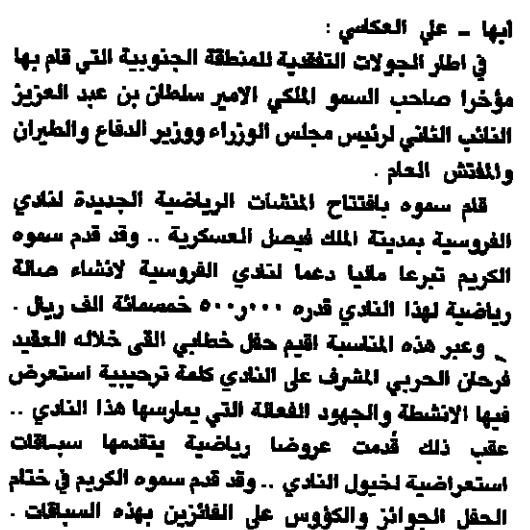 أبها ـ علي العكاسي :
في اطار الجولات التفقدية للمنطقة الجنوبية التي قام بها
مؤخرا صاحب السمو الملكي الامير سلطان بن عبد العزيز
النائب الثاني لرئيس مجلس الوزراء ووزير الدفاع والطيران
والمفتش العام .
قام سموه بافتتاح المنشات الرياضية الجديدة لنادي
الفروسية بمدينة الملك فيصل العسكرية .. وقد قدم سموه
الكريم تبرعا ماليا دعما لنادي الفروسية لانشاء صالة
رياضية لهذا النادي قدره ٥٠٠٫٠٠٠ خمسمائة الف ريال .
وعبر هذه المناسبة اقيم حفل خطابي القى خلاله العقيد
فرحان الحربي المشرف على النادي كلمة ترحيبية استعرض
فيها الانشطة والجهود الفعالة التي يمارسها هذا النادي ..
عقب ذلك قُدمت عروضا رياضية يتقدمها سباقات
استعراضية لخيول النادي .. وقد قدم سموه الكريم في ختام
الحفل الجوائز والكؤوس على الفائزين بهذه السباقات .